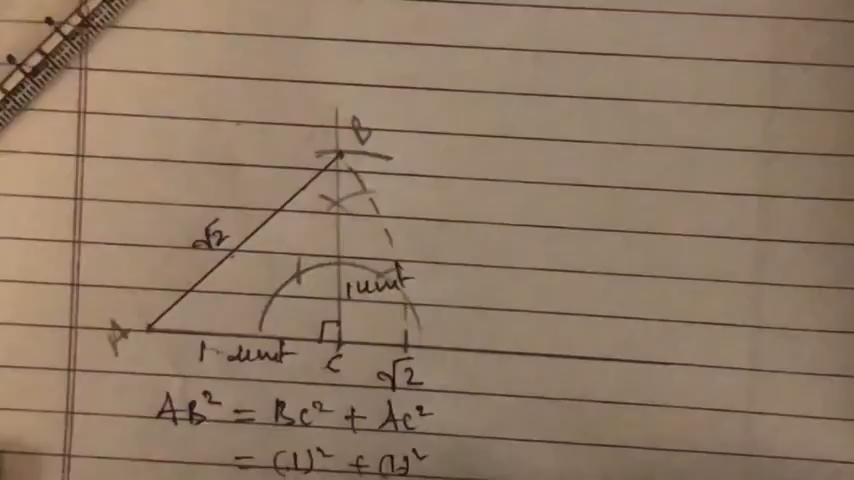 B
√2
1 unit
A
1 unit
C
√2
AB² = BC² + AC²
= (1)² + (1)²